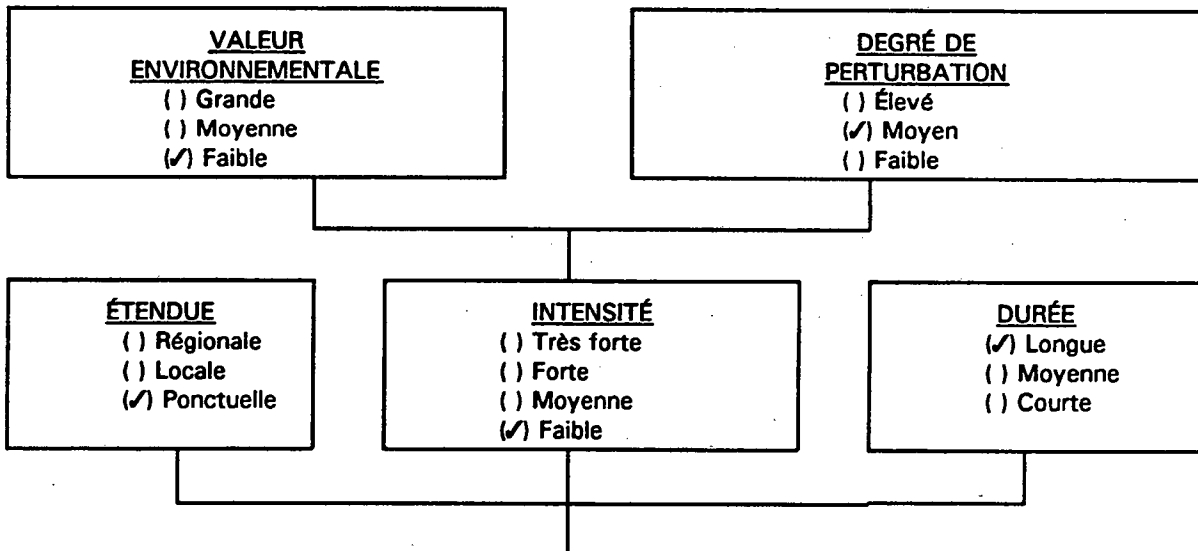 VALEUR
ENVIRONNEMENTALE
( ) Grande
( ) Moyenne
(✓) Faible
DEGRÉ DE
PERTURBATION
( ) Élevé
(✓) Moyen
( ) Faible
ÉTENDUE
( ) Régionale
( ) Locale
(✓) Ponctuelle
INTENSITÉ
( ) Très forte
( ) Forte
( ) Moyenne
(✓) Faible
DURÉE
(✓) Longue
( ) Moyenne
( ) Courte